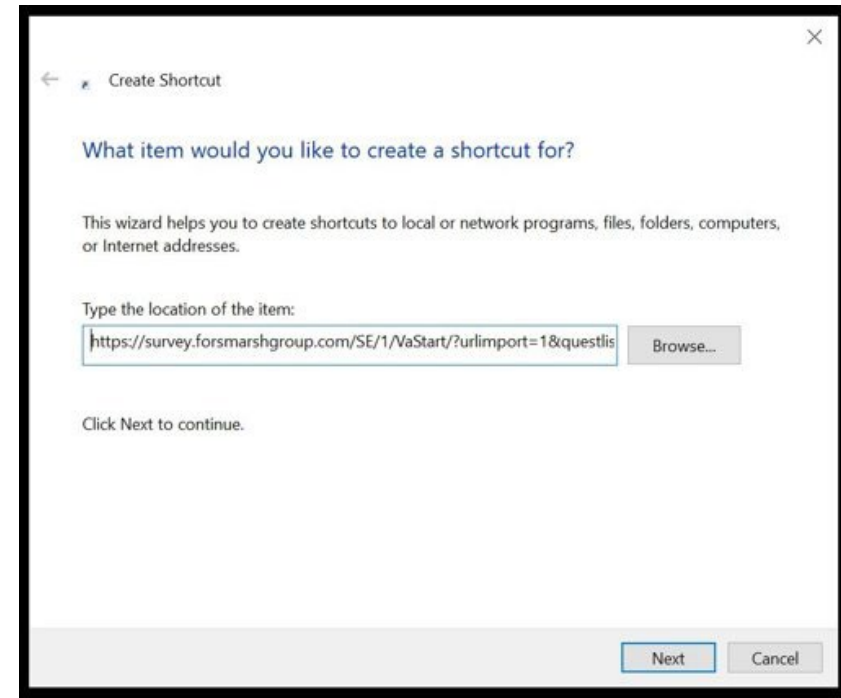 Create Shortcut
What item would you like to create a shortcut for?
This wizard helps you to create shortcuts to local or network programs, files, folders, computers,
or Internet addresses.
Type the location of the item:
https://survey.forsmarshgroup.com/SE/1/VaStart/?urlimport=1&questlis
Browse...
Click Next to continue.
Next
Cancel